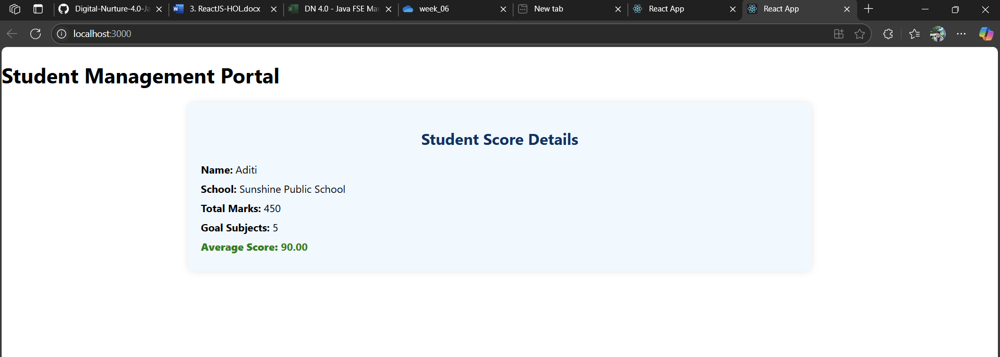 Digital-Nurture-4.0-Ja
3. ReactJS-HOL.docx
DN 4.0 - Java FSE Mar
week_06
New tab
React App
React App
localhost:3000
Student Management Portal
Student Score Details
Name: Aditi
School: Sunshine Public School
Total Marks: 450
Goal Subjects: 5
Average Score: 90.00